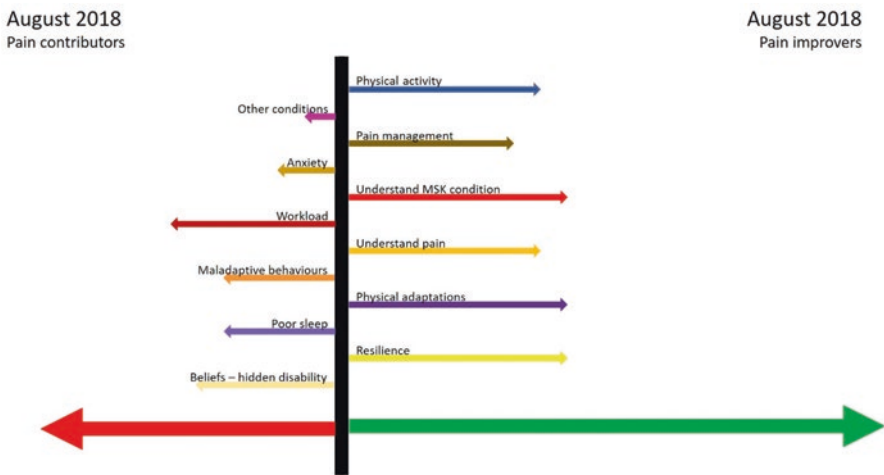 August 2018
Pain contributors
August 2018
Pain improvers
Physical activity
Other conditions
Pain management
Anxiety
Understand MSK condition
Workload
Understand pain
Maladaptive behaviours
Physical adaptations
Poor sleep
Resilience
Beliefs – hidden disability